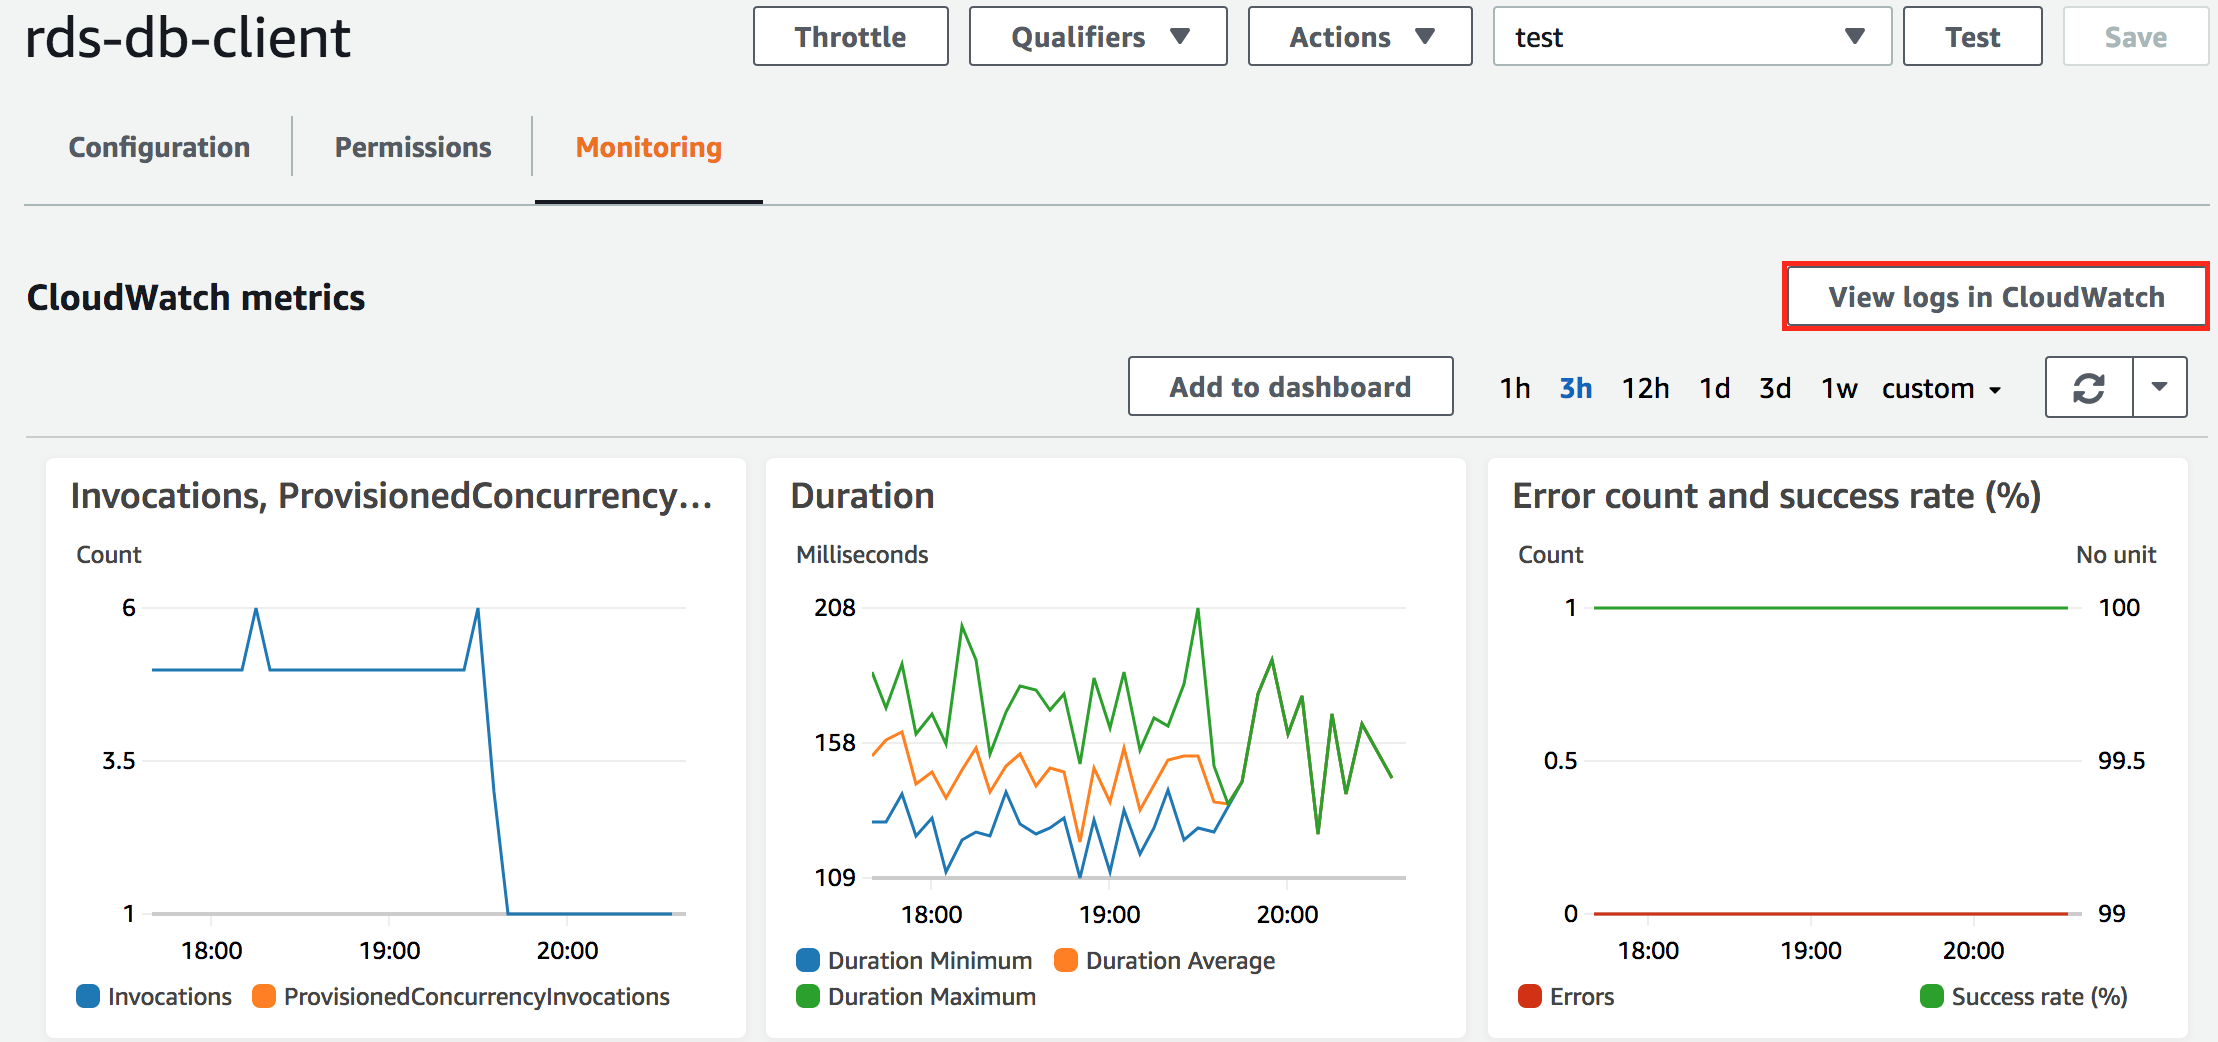 rds-db-client
Throttle
Qualifiers
Actions
test
Test
Save
Configuration
Permissions
Monitoring
CloudWatch metrics
View logs in CloudWatch
Add to dashboard
1h 3h 12h 1d 3d 1w custom
Invocations, ProvisionedConcurrency...
Count
6
3.5
1
18:00 19:00 20:00
Invocations ProvisionedConcurrencyInvocations
Duration
Milliseconds
208
158
109
18:00 19:00 20:00
Duration Minimum Duration Average
Duration Maximum
Error count and success rate (%)
Count No unit
1 100
0.5 99.5
0 99
18:00 19:00 20:00
Errors Success rate (%)